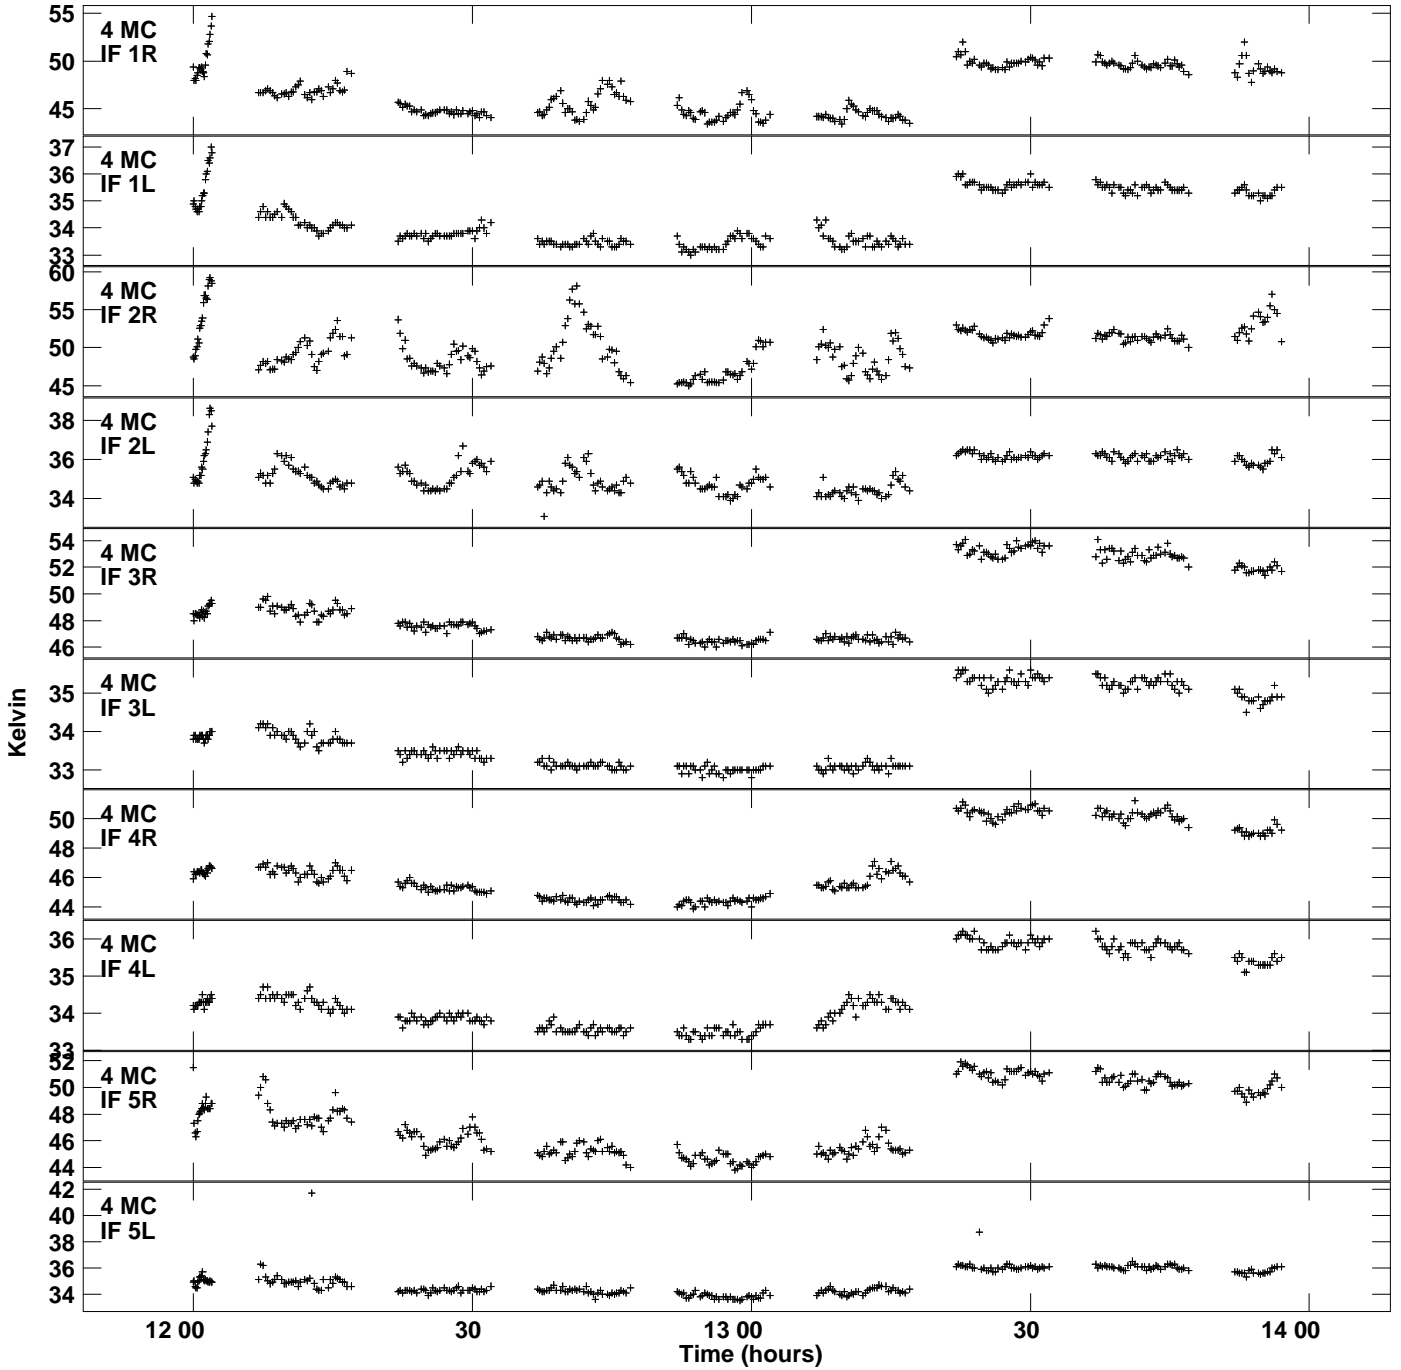 55
50
45
4 MC
IF 1R
37
36
35
34
33
4 MC
IF 1L
60
55
50
45
4 MC
IF 2R
38
36
34
4 MC
IF 2L
54
52
50
48
46
4 MC
IF 3R
35
34
33
4 MC
IF 3L
50
48
46
44
4 MC
IF 4R
36
35
34
33
4 MC
IF 4L
52
50
48
46
44
4 MC
IF 5R
42
40
38
36
34
4 MC
IF 5L
Kelvin
12 00 30 13 00 30 14 00
Time (hours)